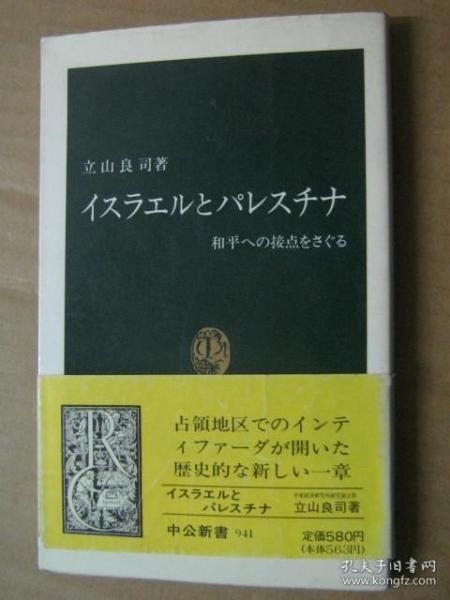 立山良司著
イスラエルとパレスチナ
和平への接点をさぐる
R
C
占領地区でのインテ
ィファーダが開いた
歴史的な新しい一章
イスラエルと
パレスチナ
立山良司著
中公新書 941
定価580円
(本体563円)
孔夫子旧书网
www.kongfz.com